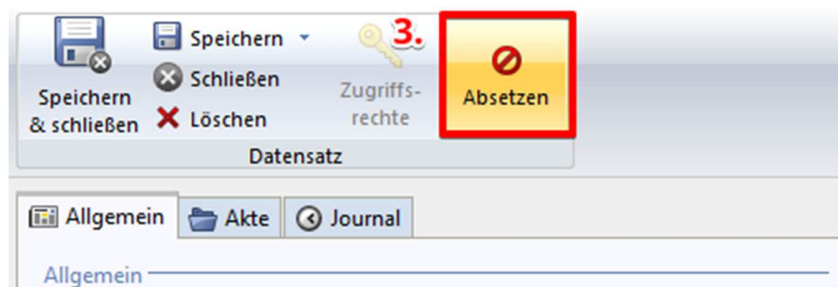 Speichern
& schließen
Speichern
Schließen
Löschen
3.
Zugriffs-
rechte
Absetzen
Datensatz
Allgemein
Akte
Journal
Allgemein